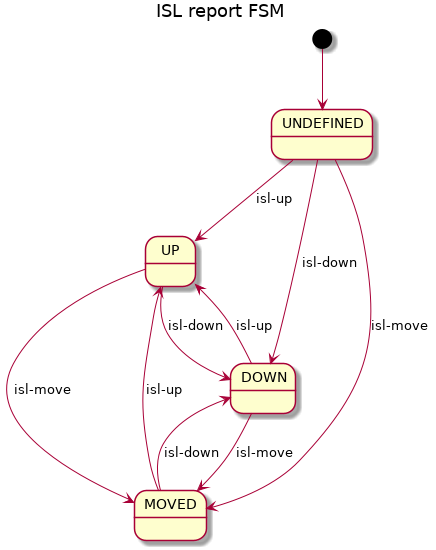 ISL report FSM
UNDEFINED
isl-up
UP
isl-down
isl-down
isl-up
isl-move
DOWN
isl-move
isl-up
isl-down
isl-move
MOVED